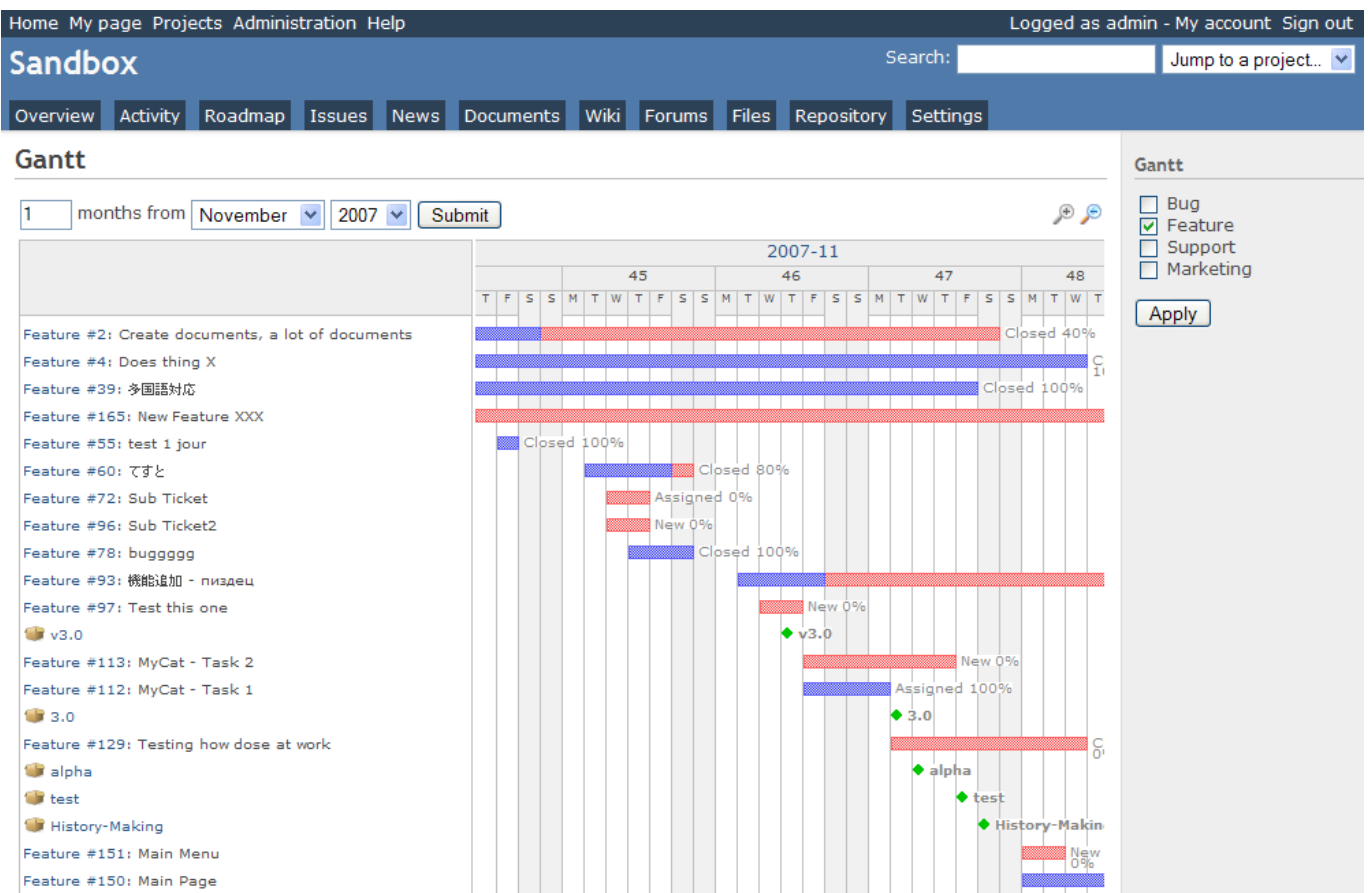 Home My page Projects Administration Help Logged as admin - My account Sign out
Sandbox Search: Jump to a project...
Overview Activity Roadmap Issues News Documents Wiki Forums Files Repository Settings
Gantt
Gantt
1 months from November 2007 Submit
Bug
Feature
Support
Marketing
Apply
2007-11
45 46 47 48
T F S S M T W T F S S M T W T F S S M T W T F S S M T W T
Feature #2: Create documents, a lot of documents Closed 40%
Feature #4: Does thing X
Feature #39: 多国語対応 Closed 100%
Feature #165: New Feature XXX
Feature #55: test 1 jour Closed 100%
Feature #60: てすと Closed 80%
Feature #72: Sub Ticket Assigned 0%
Feature #96: Sub Ticket2 New 0%
Feature #78: buggggg Closed 100%
Feature #93: 機能追加 - пиздец
Feature #97: Test this one New 0%
v3.0 v3.0
Feature #113: MyCat - Task 2 New 0%
Feature #112: MyCat - Task 1 Assigned 100%
3.0 3.0
Feature #129: Testing how dose at work
alpha alpha
test test
History-Making History-Makin
Feature #151: Main Menu New
0%
Feature #150: Main Page